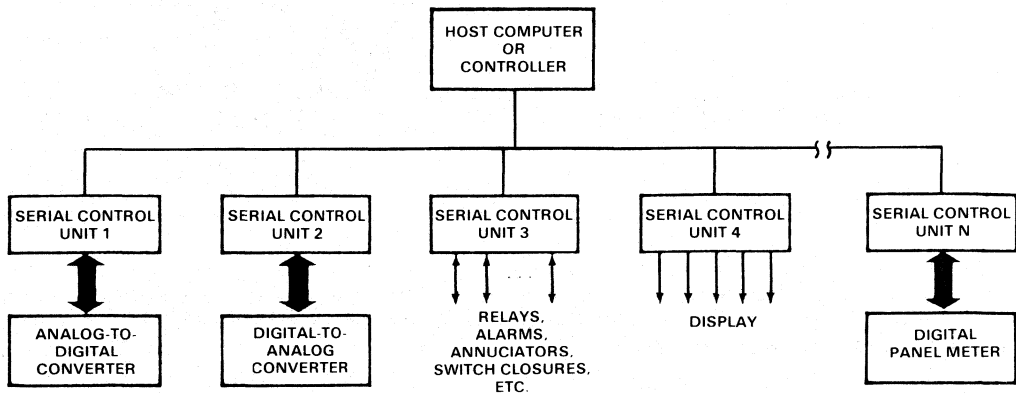 HOST COMPUTER
OR
CONTROLLER
SERIAL CONTROL
UNIT 1
SERIAL CONTROL
UNIT 2
SERIAL CONTROL
UNIT 3
SERIAL CONTROL
UNIT 4
SERIAL CONTROL
UNIT N
ANALOG-TO-
DIGITAL
CONVERTER
DIGITAL-TO-
ANALOG
CONVERTER
RELAYS,
ALARMS,
ANNUCIATORS,
SWITCH CLOSURES,
ETC.
DISPLAY
DIGITAL
PANEL METER